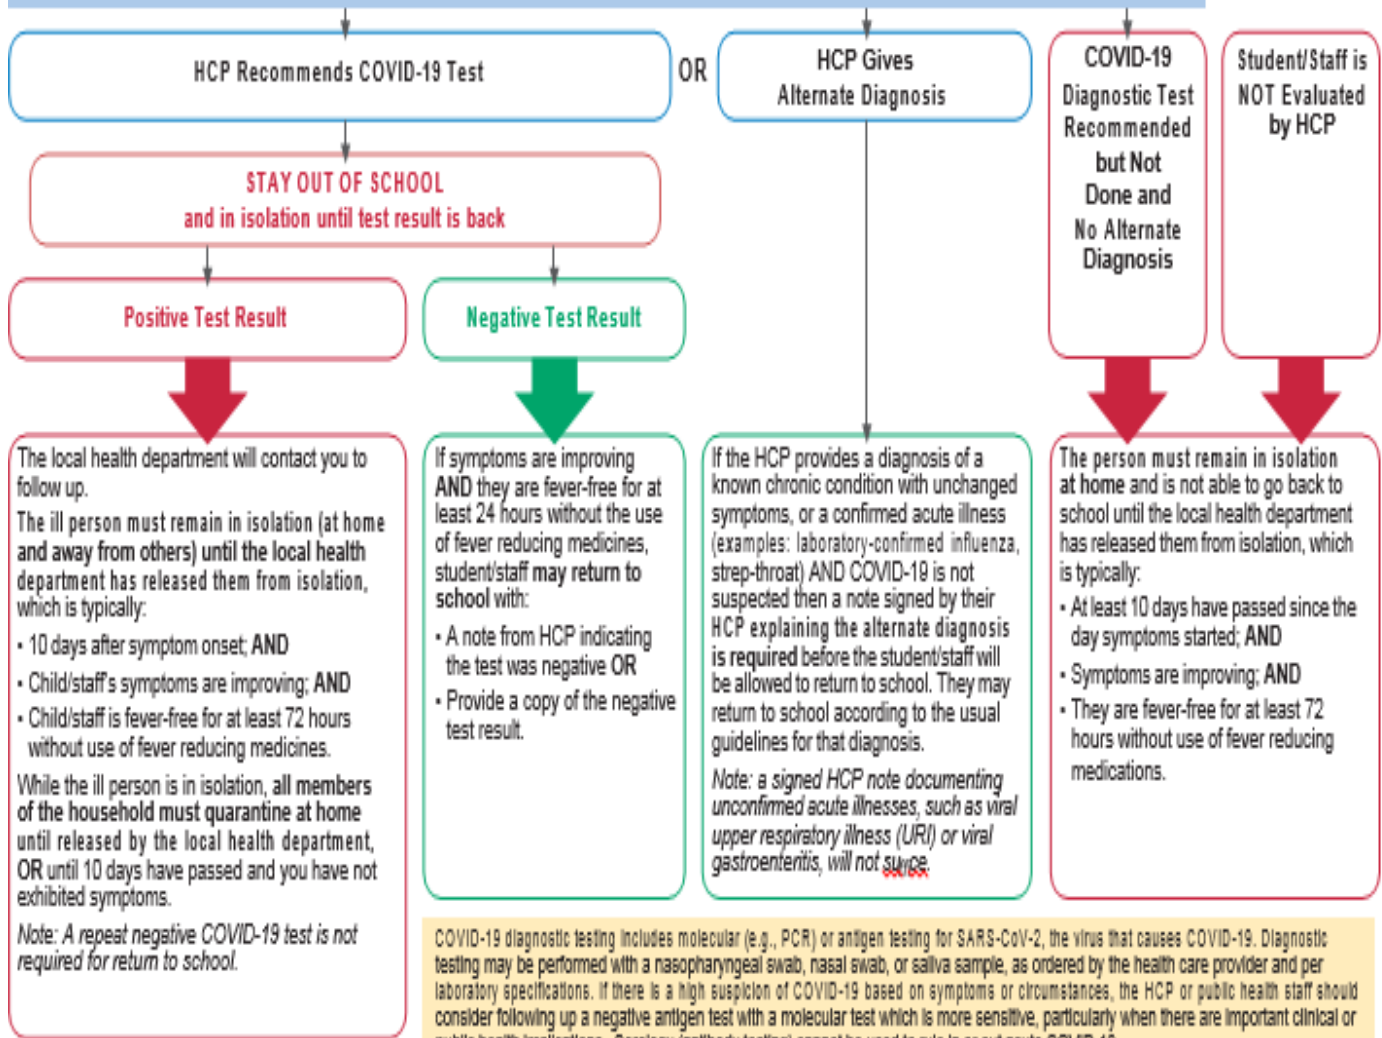 HCP Recommends COVID-19 Test
OR
HCP Gives
Alternate Diagnosis
COVID-19
Diagnostic Test
Recommended
but Not
Done and
No Alternate
Diagnosis
Student/Staff is
NOT Evaluated
by HCP
STAY OUT OF SCHOOL
and in isolation until test result is back
Positive Test Result
Negative Test Result
The local health department will contact you to
follow up.
The ill person must remain in isolation (at home
and away from others) until the local health
department has released them from isolation,
which is typically:
• 10 days after symptom onset; AND
• Child/staff's symptoms are improving; AND
• Child/staff is fever-free for at least 72 hours
without use of fever reducing medicines.
While the ill person is in isolation, all members
of the household must quarantine at home
until released by the local health department,
OR until 10 days have passed and you have not
exhibited symptoms.
Note: A repeat negative COVID-19 test is not
required for return to school.
If symptoms are improving
AND they are fever-free for at
least 24 hours without the use
of fever reducing medicines,
student/staff may return to
school with:
• A note from HCP indicating
the test was negative OR
• Provide a copy of the negative
test result.
If the HCP provides a diagnosis of a
known chronic condition with unchanged
symptoms, or a confirmed acute illness
(examples: laboratory-confirmed influenza,
strep-throat) AND COVID-19 is not
suspected then a note signed by their
HCP explaining the alternate diagnosis
is required before the student/staff will
be allowed to return to school. They may
return to school according to the usual
guidelines for that diagnosis.
Note: a signed HCP note documenting
unconfirmed acute illnesses, such as viral
upper respiratory illness (URI) or viral
gastroenteritis, will not
The person must remain in isolation
at home and is not able to go back to
school until the local health department
has released them from isolation, which
is typically:
• At least 10 days have passed since the
day symptoms started; AND
• Symptoms are improving; AND
• They are fever-free for at least 72
hours without use of fever reducing
medications.
COVID-19 diagnostic testing includes molecular (e.g., PCR) or antigen testing for SARS-CoV-2, the virus that causes COVID-19. Diagnostic
testing may be performed with a nasopharyngeal swab, nasal swab, or saliva sample, as ordered by the health care provider and per
laboratory specifications. If there is a high suspicion of COVID-19 based on symptoms or circumstances, the HCP or public health staff should
consider following up a negative antigen test with a molecular test which is more sensitive, particularly when there are important clinical or